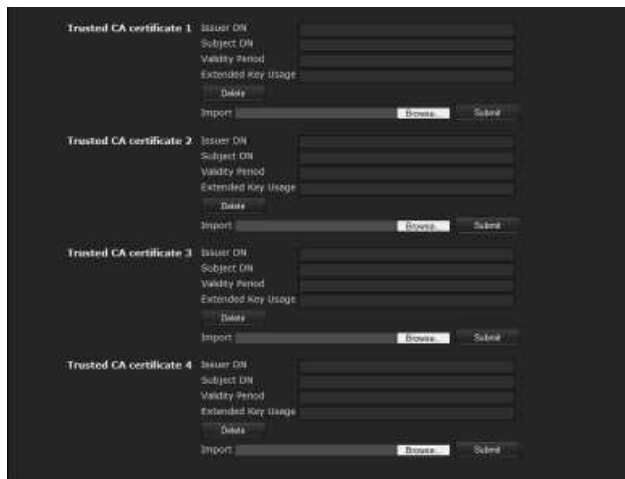 Trusted CA certificate 1 Issuer DN
Subject DN
Validity Period
Extended Key Usage
Delete
Import Browse... Submit
Trusted CA certificate 2 Issuer DN
Subject DN
Validity Period
Extended Key Usage
Delete
Import Browse... Submit
Trusted CA certificate 3 Issuer DN
Subject DN
Validity Period
Extended Key Usage
Delete
Import Browse... Submit
Trusted CA certificate 4 Issuer DN
Subject DN
Validity Period
Extended Key Usage
Delete
Import Browse... Submit